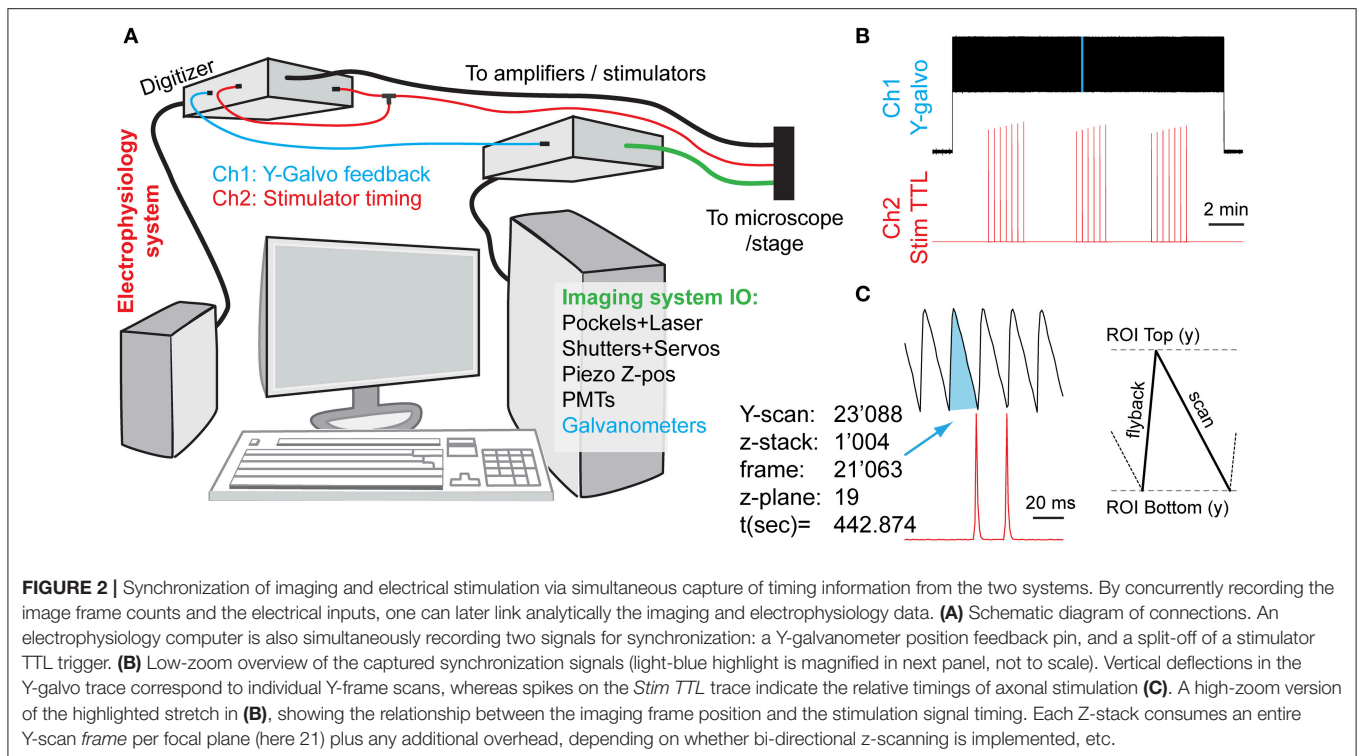 A
Digitizer
To amplifiers / stimulators
Electrophysiology
system
Ch1: Y-Galvo feedback
Ch2: Stimulator timing
To microscope
/stage
Imaging system IO:
Pockels+Laser
Shutters+Servos
Piezo Z-pos
PMTs
Galvanometers
B
Ch1
Y-galvo
Ch2
Stim TTL
2 min
C
Y-scan: 23'088
z-stack: 1'004
frame: 21'063
z-plane: 19
t(sec)= 442.874
20 ms
ROI Top (y)
flyback
scan
ROI Bottom (y)
FIGURE 2 | Synchronization of imaging and electrical stimulation via simultaneous capture of timing information from the two systems. By concurrently recording the
image frame counts and the electrical inputs, one can later link analytically the imaging and electrophysiology data. (A) Schematic diagram of connections. An
electrophysiology computer is also simultaneously recording two signals for synchronization: a Y-galvanometer position feedback pin, and a split-off of a stimulator
TTL trigger. (B) Low-zoom overview of the captured synchronization signals (light-blue highlight is magnified in next panel, not to scale). Vertical deflections in the
Y-galvo trace correspond to individual Y-frame scans, whereas spikes on the Stim TTL trace indicate the relative timings of axonal stimulation (C). A high-zoom version
of the highlighted stretch in (B), showing the relationship between the imaging frame position and the stimulation signal timing. Each Z-stack consumes an entire
Y-scan frame per focal plane (here 21) plus any additional overhead, depending on whether bi-directional z-scanning is implemented, etc.